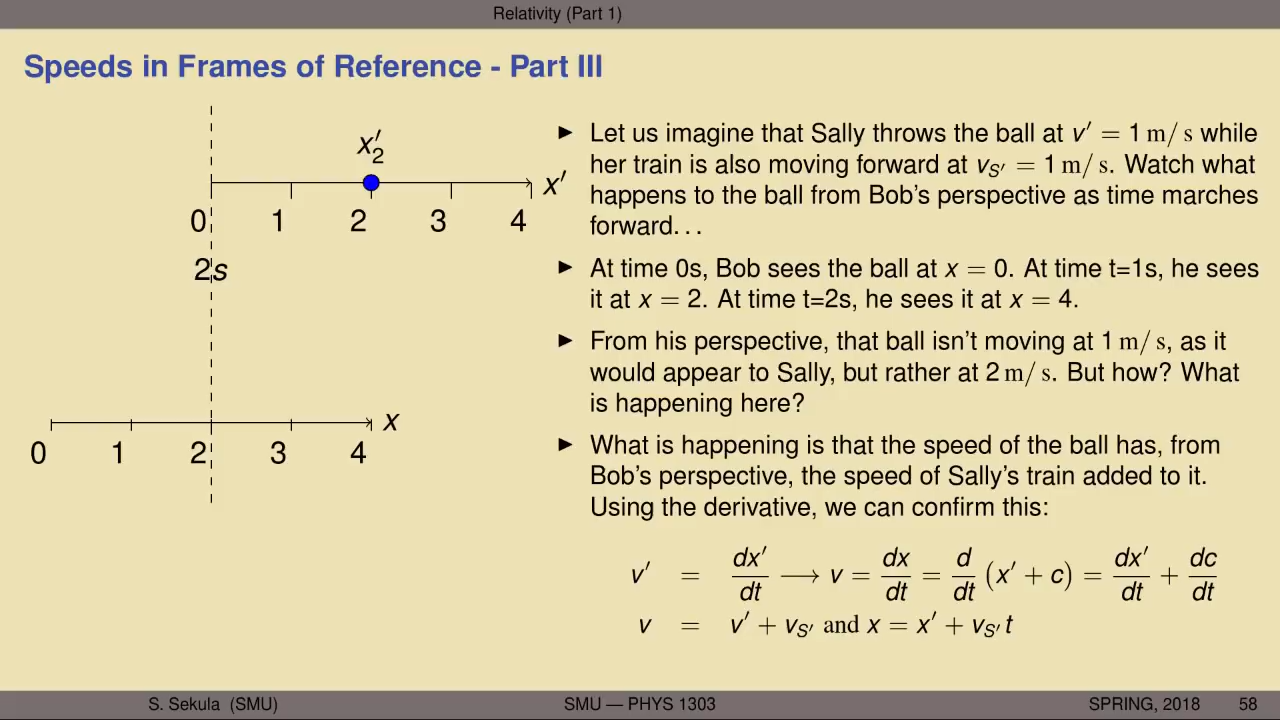 Relativity (Part 1)
Speeds in Frames of Reference - Part III
x′₂
x′
0 1 2 3 4
2s
x
0 1 2 3 4
▶ Let us imagine that Sally throws the ball at v′ = 1 m/ s while
her train is also moving forward at v_S′ = 1 m/ s. Watch what
happens to the ball from Bob's perspective as time marches
forward. . .
▶ At time 0s, Bob sees the ball at x = 0. At time t=1s, he sees
it at x = 2. At time t=2s, he sees it at x = 4.
▶ From his perspective, that ball isn't moving at 1 m/ s, as it
would appear to Sally, but rather at 2 m/ s. But how? What
is happening here?
▶ What is happening is that the speed of the ball has, from
Bob's perspective, the speed of Sally's train added to it.
Using the derivative, we can confirm this:
v′ = dx′/dt ⟶ v = dx/dt = d/dt (x′ + c) = dx′/dt + dc/dt
v = v′ + v_S′ and x = x′ + v_S′ t
S. Sekula (SMU) SMU — PHYS 1303 SPRING, 2018 58